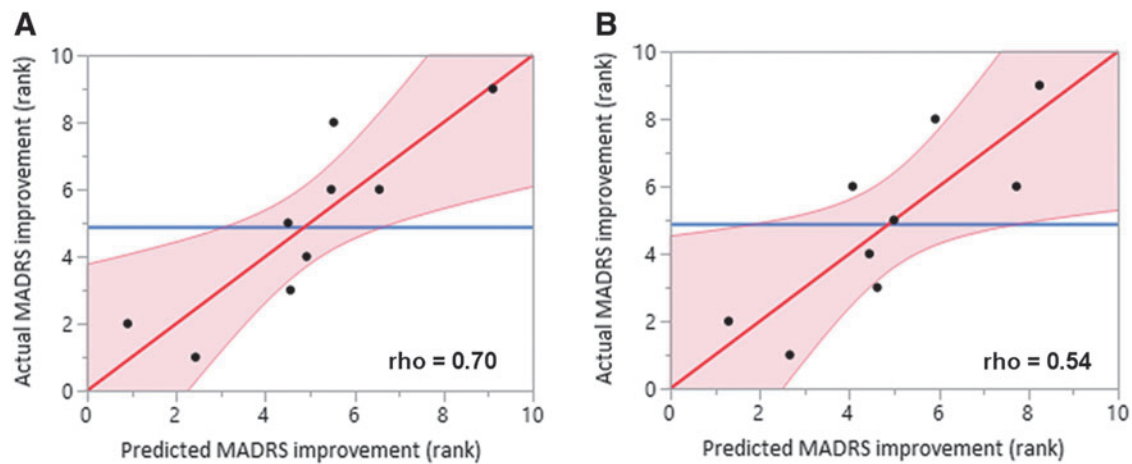 A
Actual MADRS improvement (rank)
10
8
6
4
2
0
0 2 4 6 8 10
rho = 0.70
Predicted MADRS improvement (rank)
B
Actual MADRS improvement (rank)
10
8
6
4
2
0
0 2 4 6 8 10
rho = 0.54
Predicted MADRS improvement (rank)